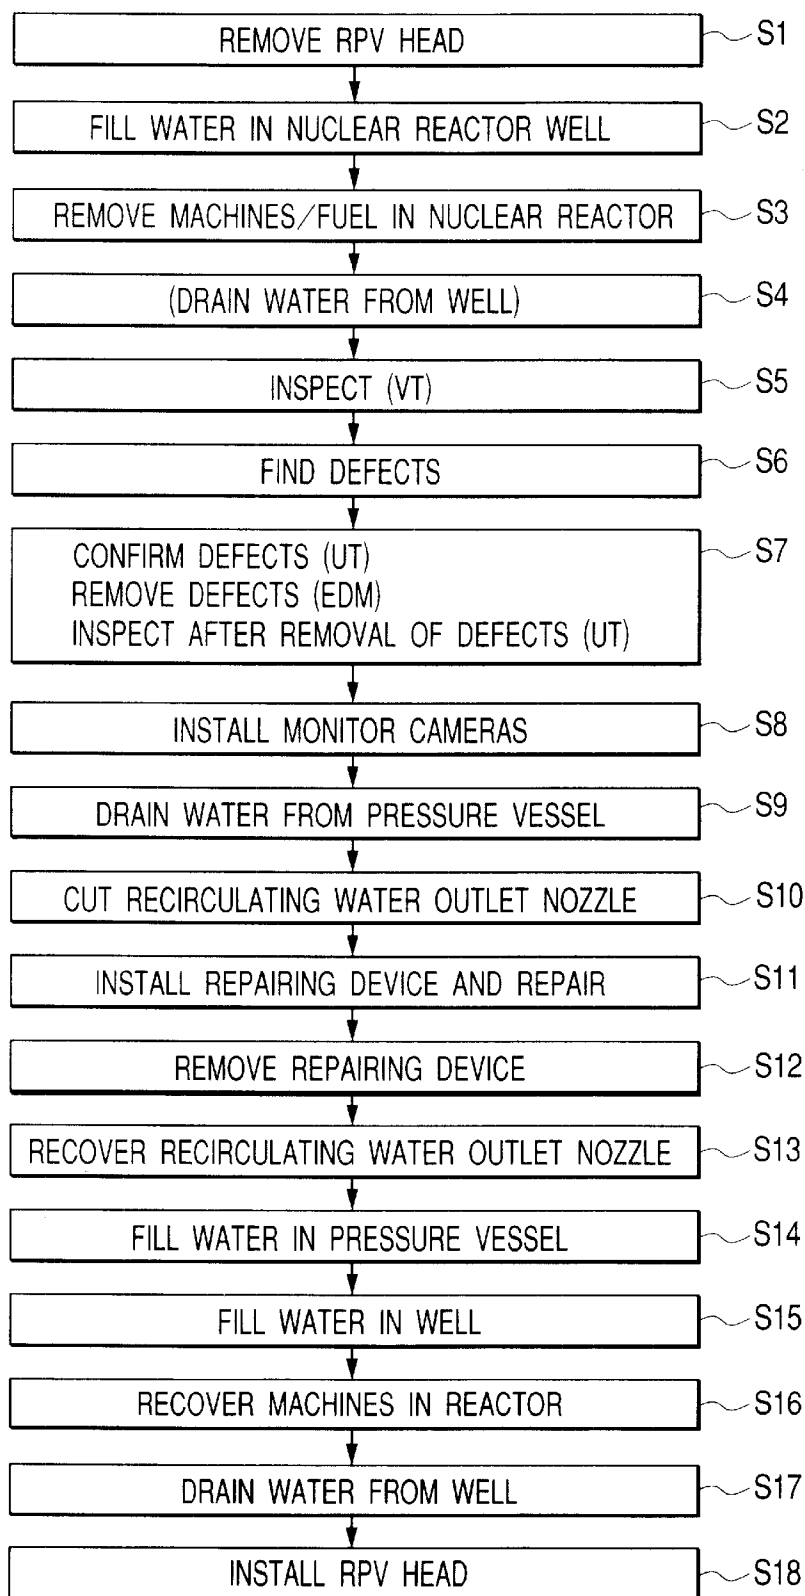 REMOVE RPV HEAD S1
FILL WATER IN NUCLEAR REACTOR WELL S2
REMOVE MACHINES/FUEL IN NUCLEAR REACTOR S3
(DRAIN WATER FROM WELL) S4
INSPECT (VT) S5
FIND DEFECTS S6
CONFIRM DEFECTS (UT) S7
REMOVE DEFECTS (EDM)
INSPECT AFTER REMOVAL OF DEFECTS (UT)
INSTALL MONITOR CAMERAS S8
DRAIN WATER FROM PRESSURE VESSEL S9
CUT RECIRCULATING WATER OUTLET NOZZLE S10
INSTALL REPAIRING DEVICE AND REPAIR S11
REMOVE REPAIRING DEVICE S12
RECOVER RECIRCULATING WATER OUTLET NOZZLE S13
FILL WATER IN PRESSURE VESSEL S14
FILL WATER IN WELL S15
RECOVER MACHINES IN REACTOR S16
DRAIN WATER FROM WELL S17
INSTALL RPV HEAD S18